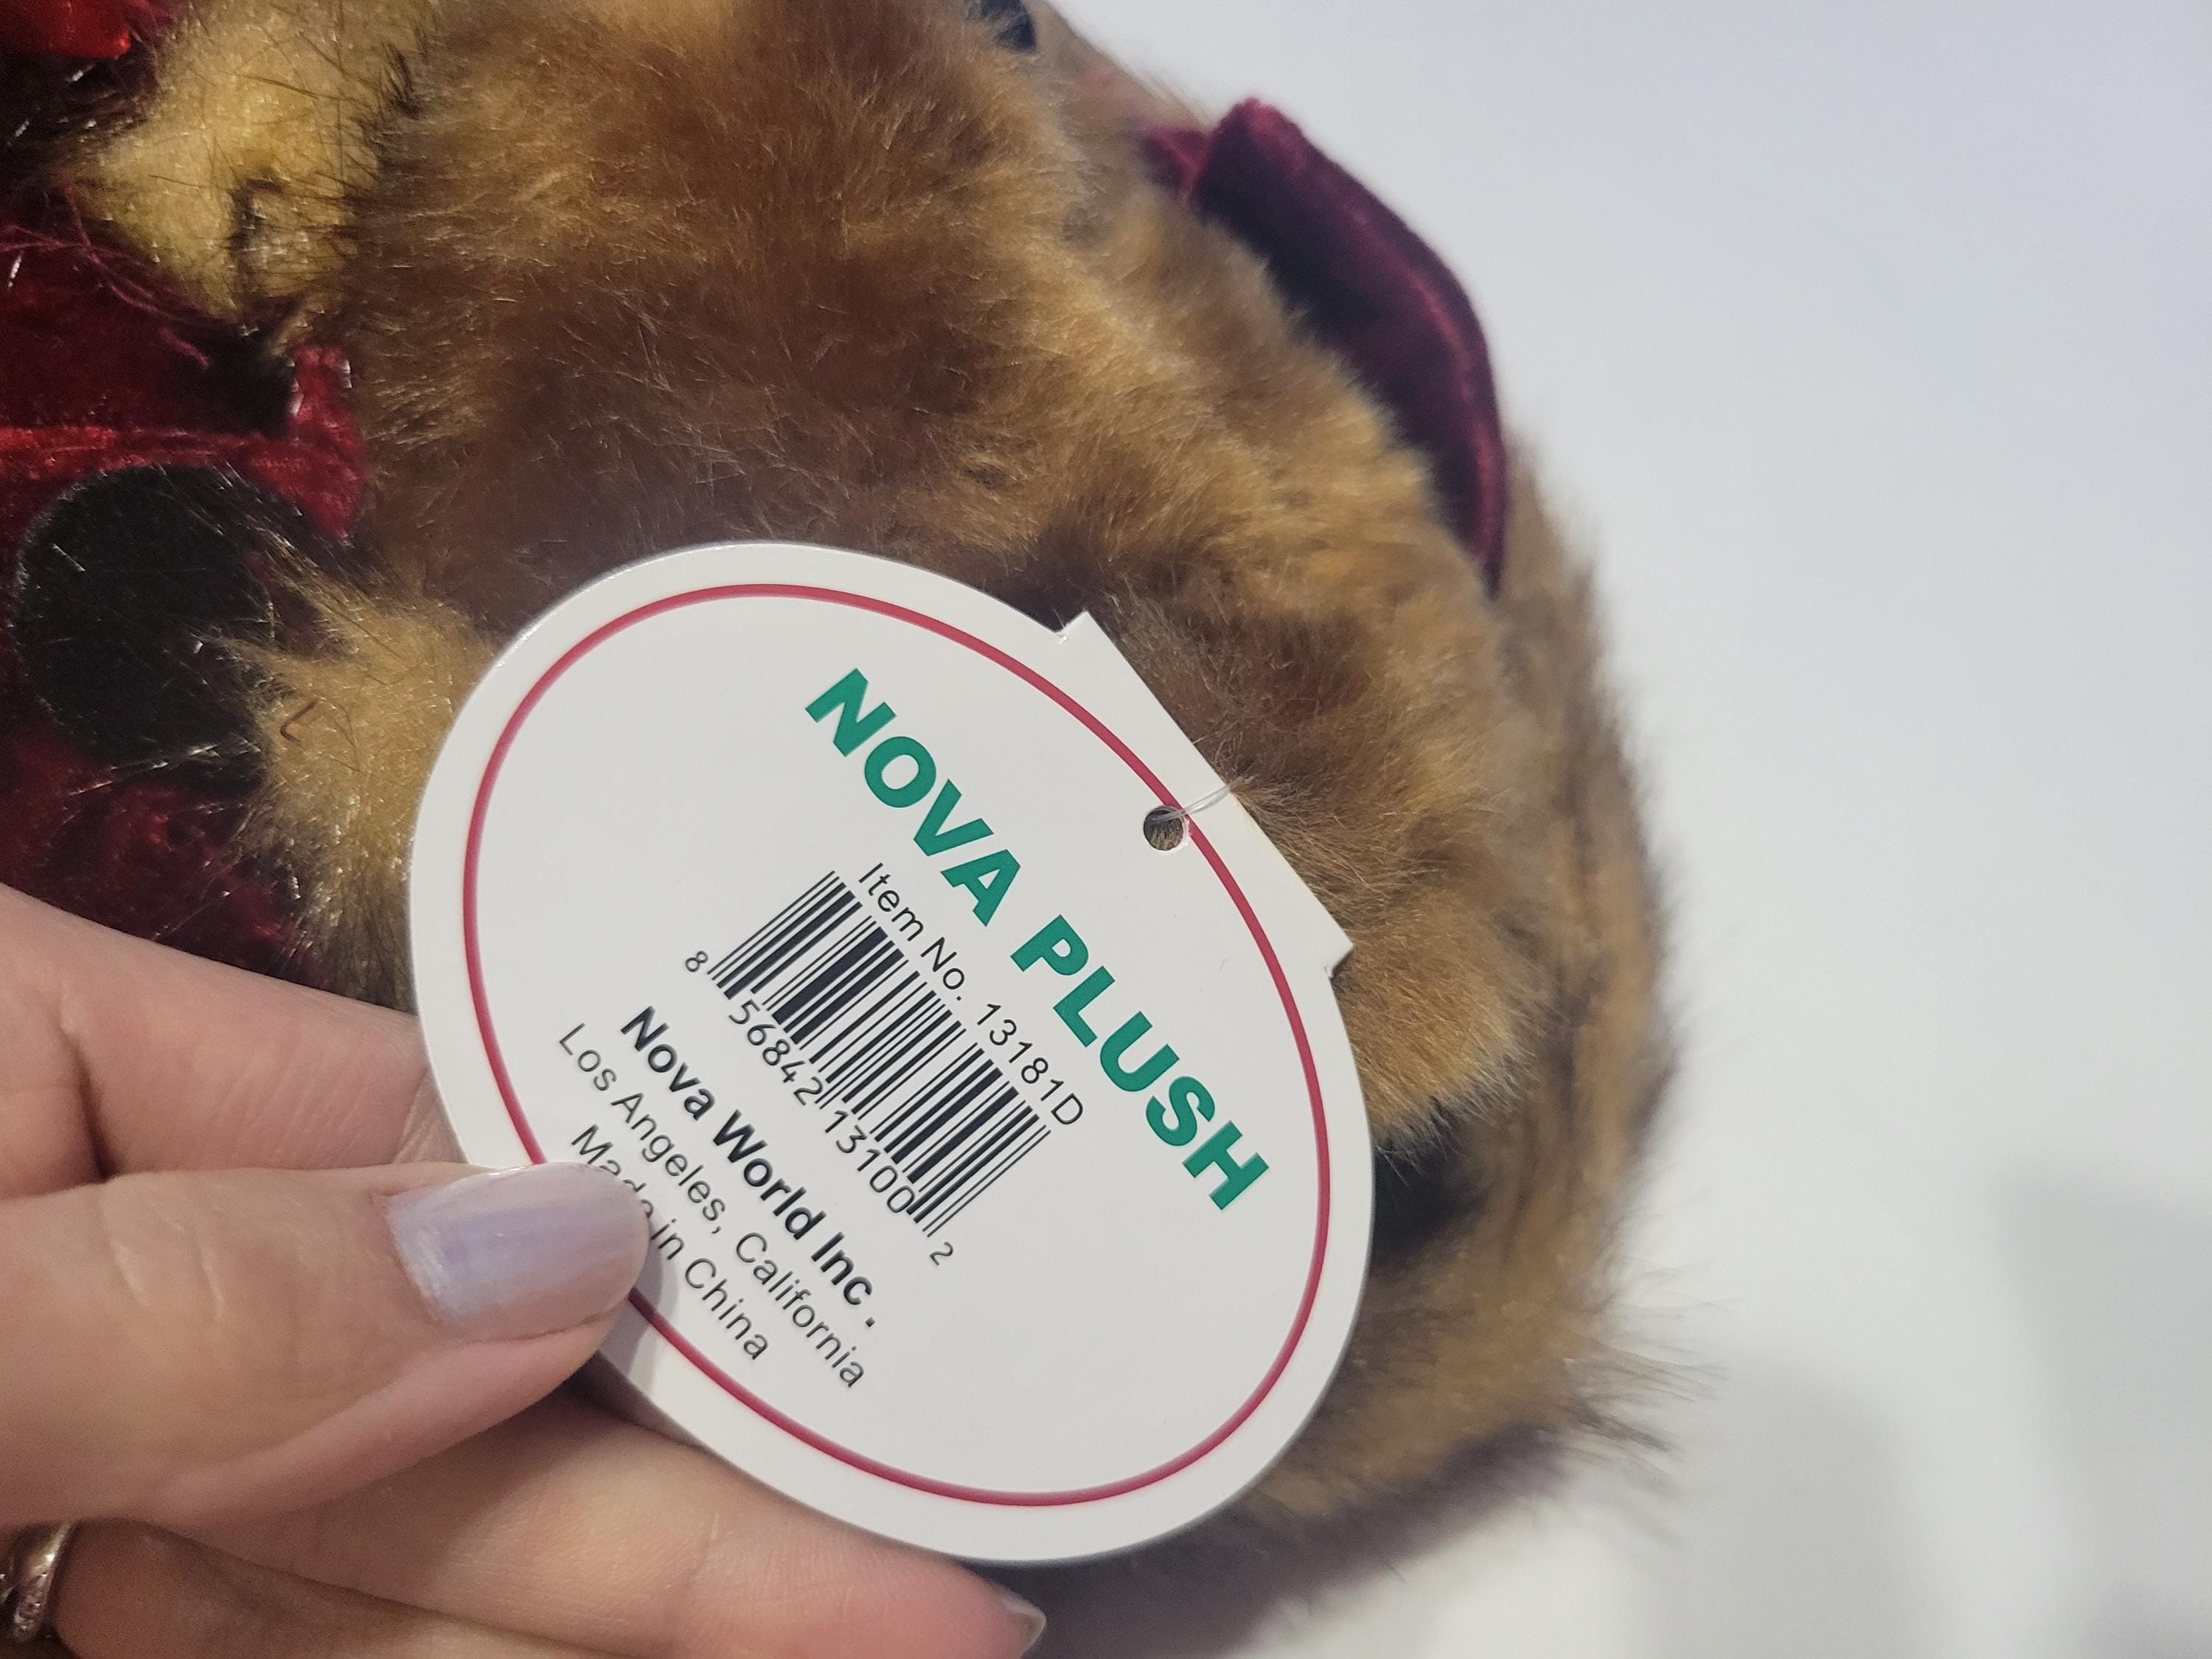 NOVA PLUSH
Item No. 13181D
8 56842 13100 2
Nova World Inc .
Los Angeles, California
Made in China